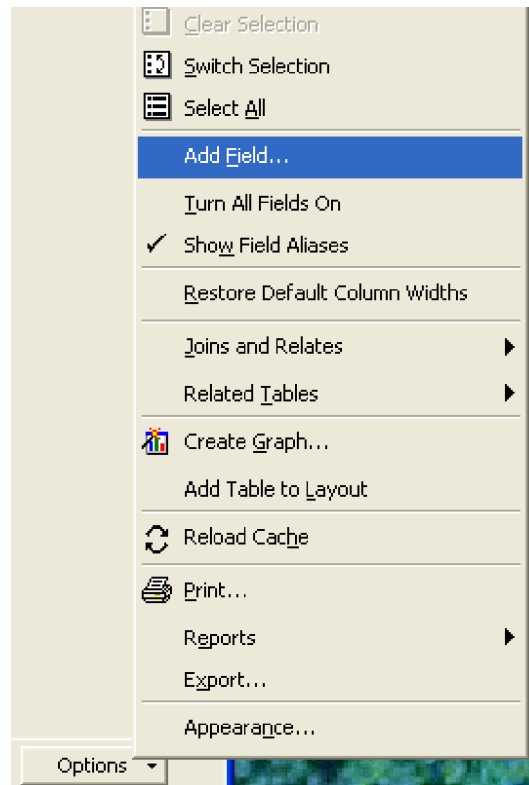 Clear Selection
Switch Selection
Select All
Add Field...
Turn All Fields On
Show Field Aliases
Restore Default Column Widths
Joins and Relates
Related Tables
Create Graph...
Add Table to Layout
Reload Cache
Print...
Reports
Export...
Appearance...
Options